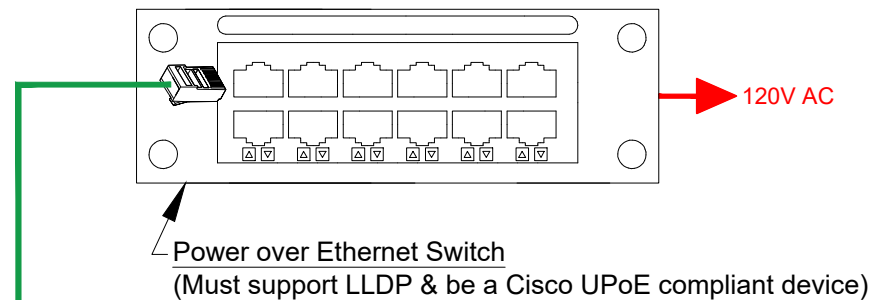 120V AC
Power over Ethernet Switch
(Must support LLDP & be a Cisco UPoE compliant device)